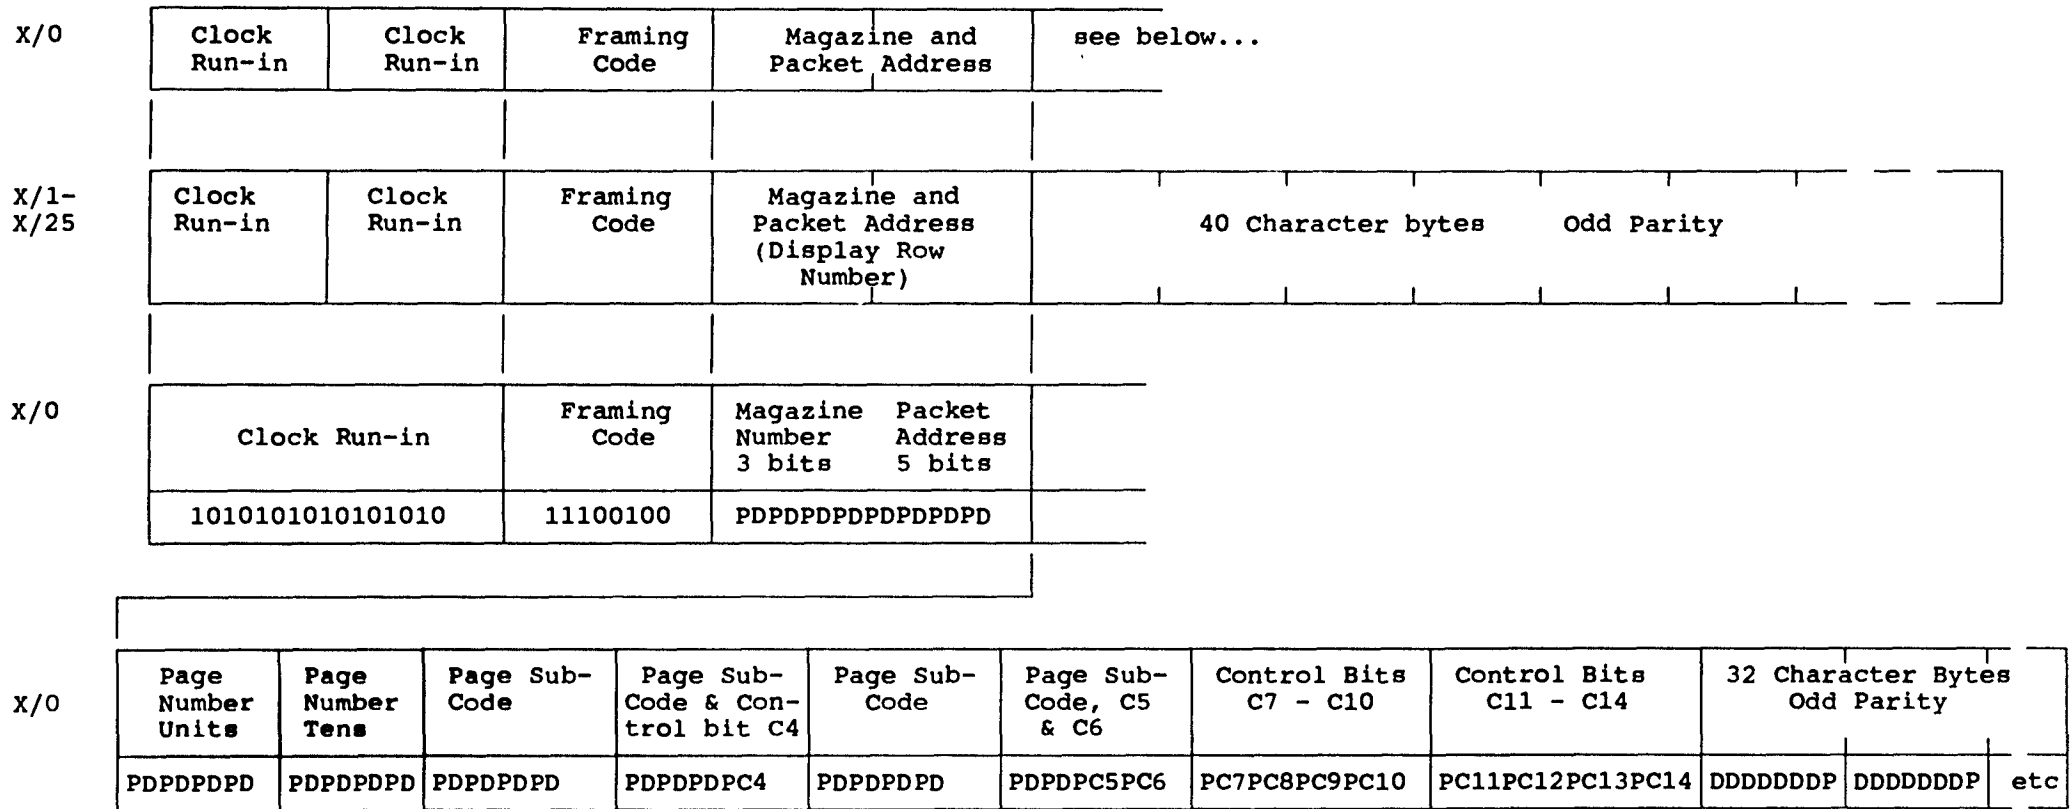 X/0
Clock Run-in
Clock Run-in
Framing Code
Magazine and Packet Address
see below...
X/1-
X/25
Clock Run-in
Clock Run-in
Framing Code
Magazine and Packet Address (Display Row Number)
40 Character bytes Odd Parity
X/0
Clock Run-in
Framing Code
Magazine Number 3 bits
Packet Address 5 bits
1010101010101010
11100100
PDPDPDPDPDPDPDPD
X/0
Page Number Units
Page Number Tens
Page Sub-Code
Page Sub-Code & Con-trol bit C4
Page Sub-Code
Page Sub-Code, C5 & C6
Control Bits C7 - C10
Control Bits C11 - C14
32 Character Bytes Odd Parity
PDPDPDPD
PDPDPDPD
PDPDPDPD
PDPDPDPC4
PDPDPDPD
PDPDPC5PC6
PC7PC8PC9PC10
PC11PC12PC13PC14
DDDDDDDP
DDDDDDDP
etc